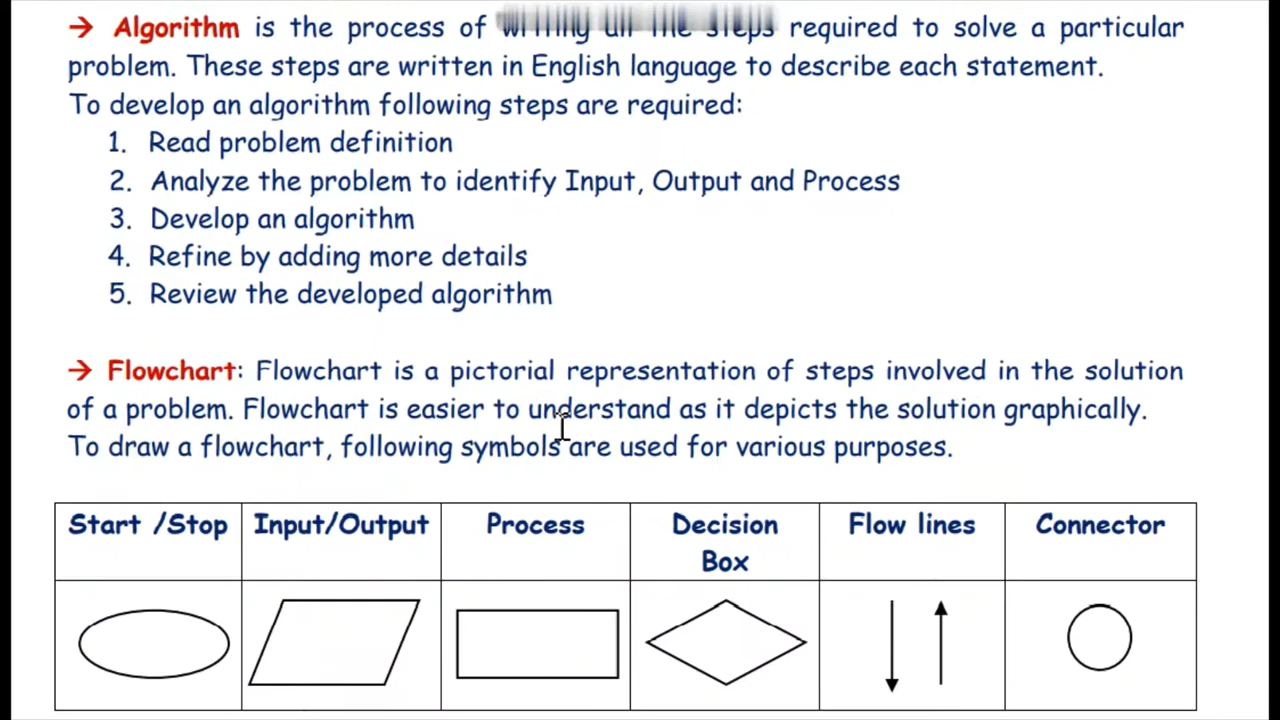 → Algorithm is the process of writing all the steps required to solve a particular
problem. These steps are written in English language to describe each statement.
To develop an algorithm following steps are required:
1. Read problem definition
2. Analyze the problem to identify Input, Output and Process
3. Develop an algorithm
4. Refine by adding more details
5. Review the developed algorithm
→ Flowchart: Flowchart is a pictorial representation of steps involved in the solution
of a problem. Flowchart is easier to understand as it depicts the solution graphically.
To draw a flowchart, following symbols are used for various purposes.
Start /Stop Input/Output Process Decision Box Flow lines Connector